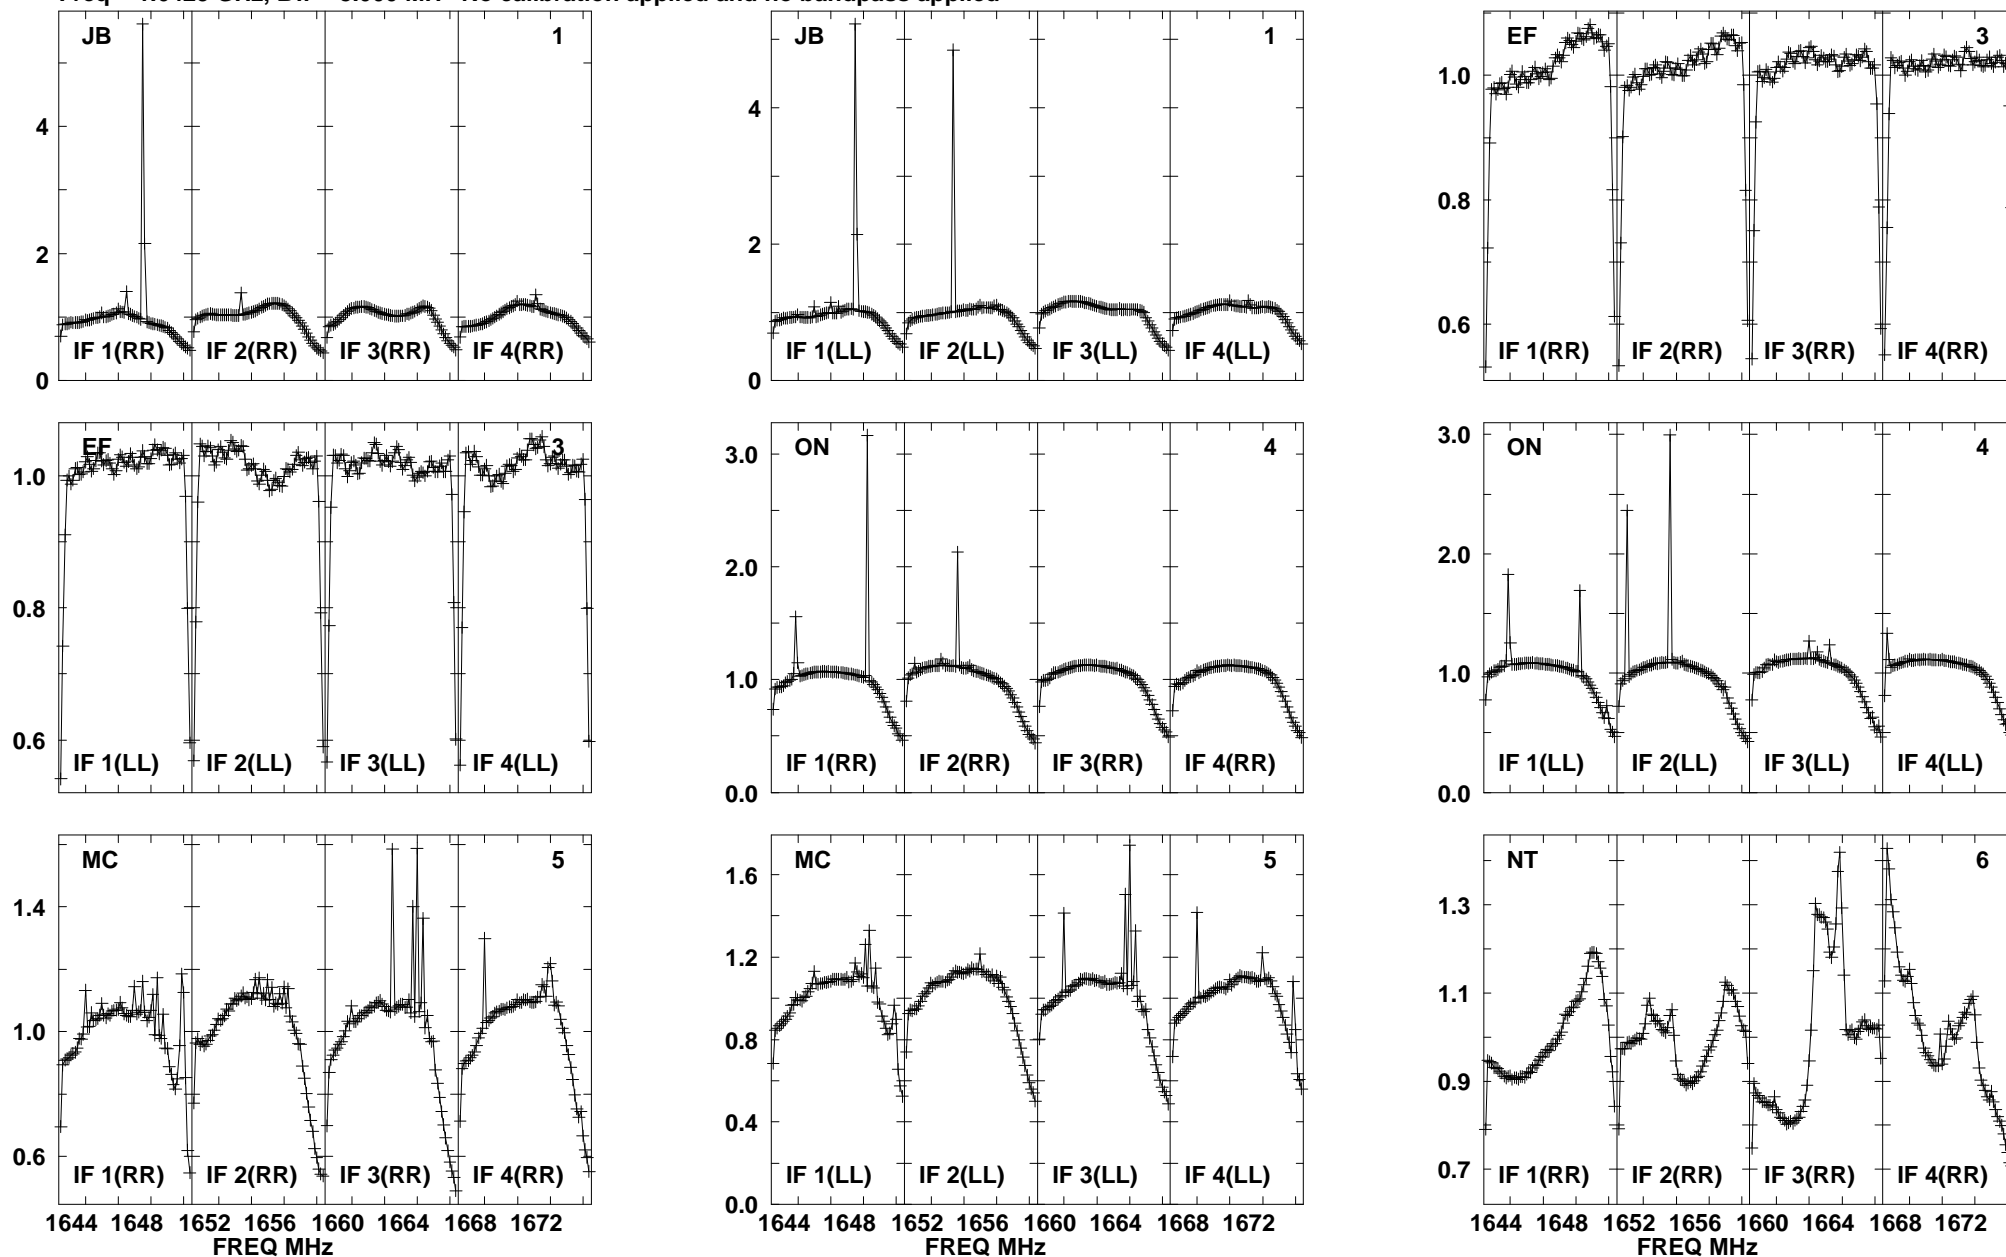 JB 1
4
2
0
IF 1(RR) IF 2(RR) IF 3(RR) IF 4(RR)
JB 1
4
2
0
IF 1(LL) IF 2(LL) IF 3(LL) IF 4(LL)
EF 3
1.0
0.8
0.6
IF 1(RR) IF 2(RR) IF 3(RR) IF 4(RR)
EF 3
1.0
0.8
0.6
IF 1(LL) IF 2(LL) IF 3(LL) IF 4(LL)
ON 4
3.0
2.0
1.0
0.0
IF 1(RR) IF 2(RR) IF 3(RR) IF 4(RR)
ON 4
3.0
2.0
1.0
0.0
IF 1(LL) IF 2(LL) IF 3(LL) IF 4(LL)
MC 5
1.4
1.0
0.6
IF 1(RR) IF 2(RR) IF 3(RR) IF 4(RR)
1644 1648 1652 1656 1660 1664 1668 1672
FREQ MHz
MC 5
1.6
1.2
0.8
0.4
0.0
IF 1(LL) IF 2(LL) IF 3(LL) IF 4(LL)
1644 1648 1652 1656 1660 1664 1668 1672
FREQ MHz
NT 6
1.3
1.1
0.9
0.7
IF 1(RR) IF 2(RR) IF 3(RR) IF 4(RR)
1644 1648 1652 1656 1660 1664 1668 1672
FREQ MHz